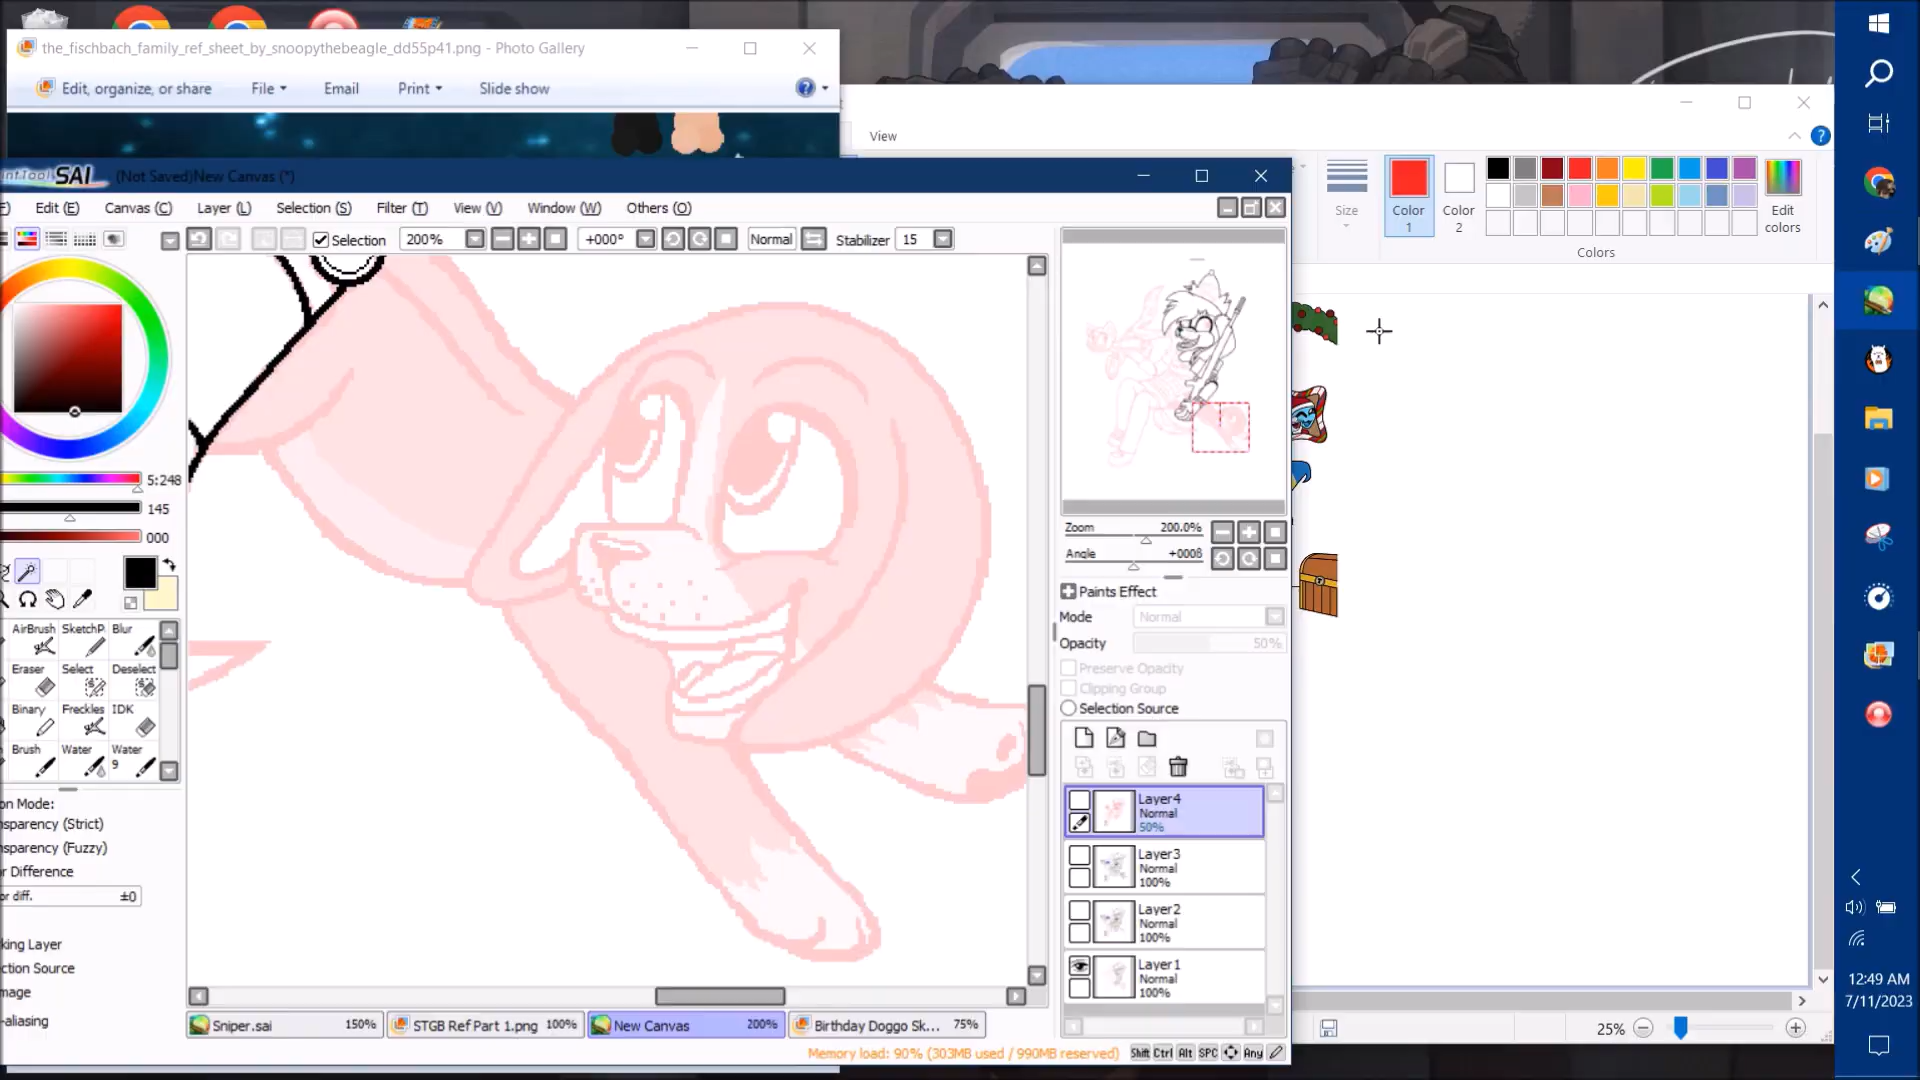 the_fischbach_family_ref_sheet_by_snoopythebeagle_dd55p41.png - Photo Gallery
Edit, organize, or share File Email Print Slide show
View
SAI (Not Saved)New Canvas (*)
Edit (E) Canvas (C) Layer (L) Selection (S) Filter (T) View (V) Window (W) Others (O)
Selection 200% +000° Normal Stabilizer 15
Size
Color 1
Color 2
Edit colors
Colors
5:248
145
000
AirBrush SketchP Blur
Eraser Select Deselect
Binary Freckles IDK
Brush Water Water 9
on Mode:
nsparency (Strict)
nsparency (Fuzzy)
r Difference
r diff. ±0
king Layer
ction Source
mage
-aliasing
Zoom 200.0%
Angle +000ß
Paints Effect
Mode Normal
Opacity 50%
Preserve Opacity
Clipping Group
Selection Source
Layer4
Normal
50%
Layer3
Normal
100%
Layer2
Normal
100%
Layer1
Normal
100%
Sniper.sai 150% STGB Ref Part 1.png 100% New Canvas 200% Birthday Doggo Sk... 75%
Memory load: 90% (303MB used / 990MB reserved) Shift Ctrl Alt SPC Any
25%
12:49 AM
7/11/2023